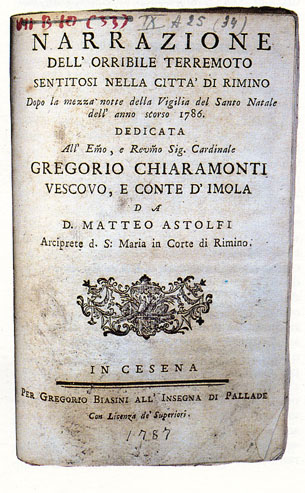 VII B 10 (33) IX A 25 (34)
NARRAZIONE
DELL' ORRIBILE TERREMOTO
SENTITOSI NELLA CITTA' DI RIMINO
Dopo la mezza notte della Vigilia del Santo Natale
dell' anno scorso 1786.
DEDICATA
All' Em̃o, e Revm̃o Sig. Cardinale
GREGORIO CHIARAMONTI
VESCOVO, E CONTE D'IMOLA
DA
D. MATTEO ASTOLFI
Arciprete d. S: Maria in Corte di Rimino.
IN CESENA
PER GREGORIO BIASINI ALL' INSEGNA DI PALLADE
Con Licenza de' Superiori.
1787